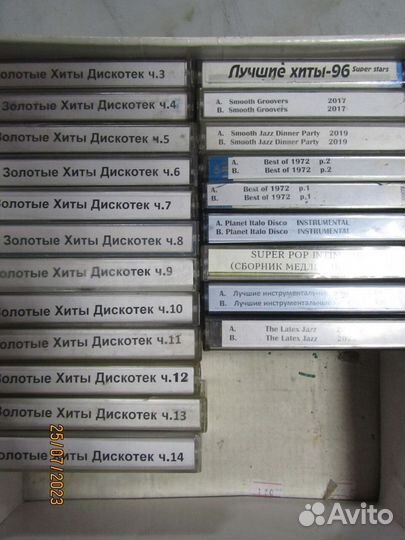 Золотые Хиты Дискотек ч.3
Золотые Хиты Дискотек ч.4
Золотые Хиты Дискотек ч.5
Золотые Хиты Дискотек ч.6
Золотые Хиты Дискотек ч.7
Золотые Хиты Дискотек ч.8
Золотые Хиты Дискотек ч.9
Золотые Хиты Дискотек ч.10
Золотые Хиты Дискотек ч.11
Золотые Хиты Дискотек ч.12
Золотые Хиты Дискотек ч.13
Золотые Хиты Дискотек ч.14
Лучшие хиты-96 Super stars
A. Smooth Groovers 2017
B. Smooth Groovers 2017
A. Smooth Jazz Dinner Party 2019
B. Smooth Jazz Dinner Party 2019
A. Best of 1972 p.2
B. Best of 1972 p.2
A. Best of 1972 p.1
B. Best of 1972 p.1
A. Planet Italo Disco INSTRUMENTAL
B. Planet Italo Disco INSTRUMENTAL
SUPER POP
(СБОРНИК
A. Лучшие инструментальные
B. Лучшие инструментальные
A. The Latex Jazz
B. The Latex Jazz
25/07/2023
Avito